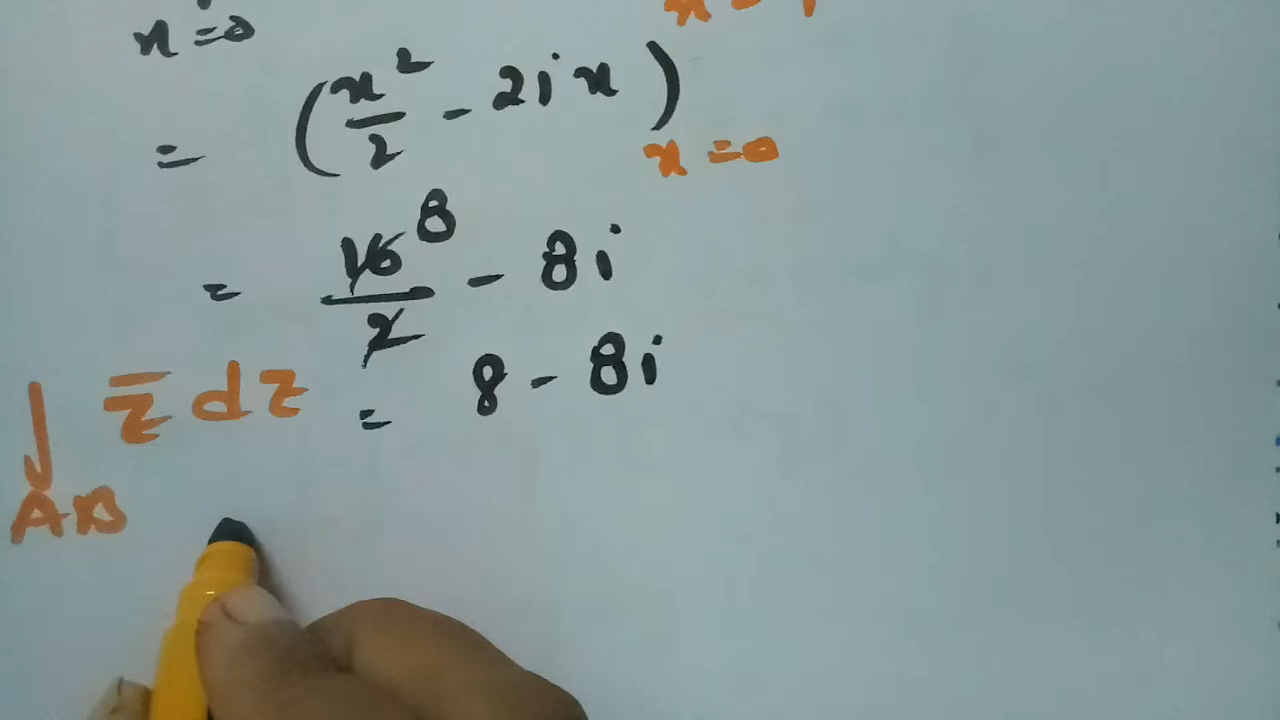 x=0
= (x²/2 - 2ix)
x=0
= 16/2 8 - 8i
∫AB z̄ dz = 8 - 8i